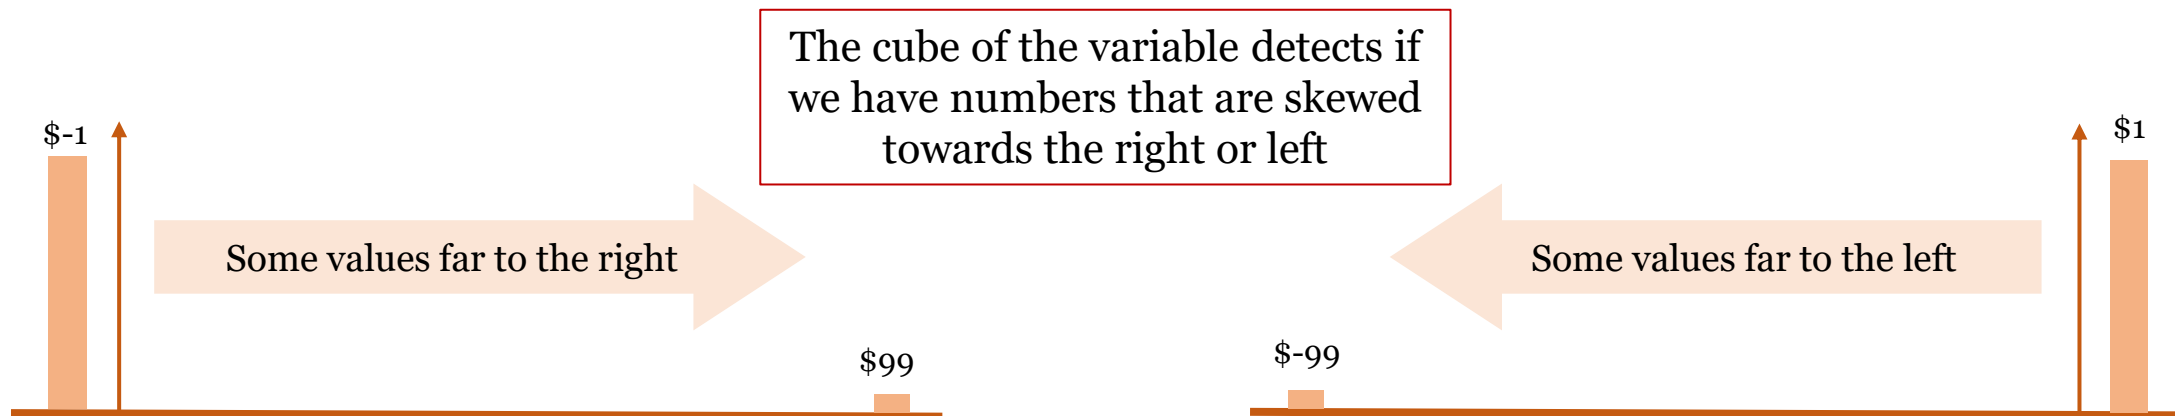 The cube of the variable detects if
we have numbers that are skewed
towards the right or left
$-1
$1
Some values far to the right
Some values far to the left
$99
$-99